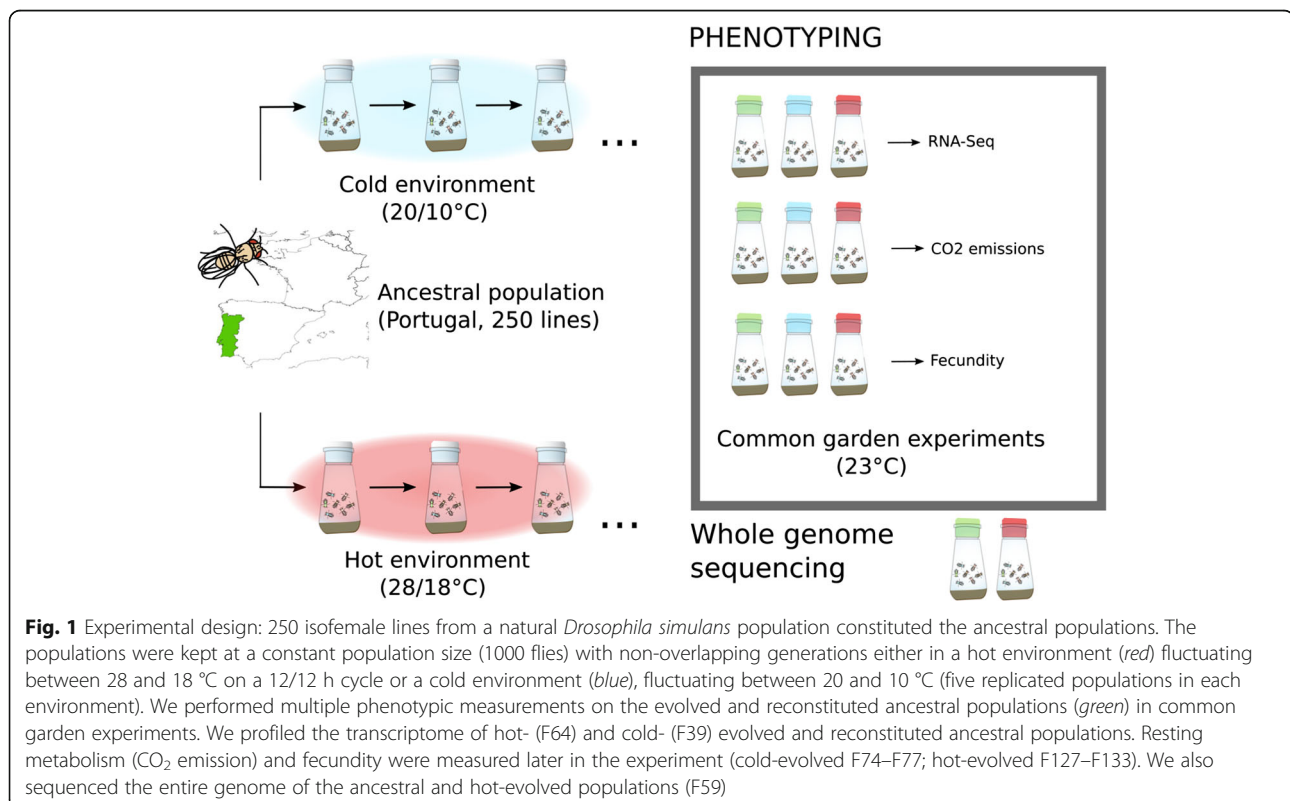 PHENOTYPING
Cold environment
(20/10°C)
...
Ancestral population
(Portugal, 250 lines)
Hot environment
(28/18°C)
...
RNA-Seq
CO2 emissions
Fecundity
Common garden experiments
(23°C)
Whole genome
sequencing
Fig. 1 Experimental design: 250 isofemale lines from a natural Drosophila simulans population constituted the ancestral populations. The
populations were kept at a constant population size (1000 flies) with non-overlapping generations either in a hot environment (red) fluctuating
between 28 and 18 °C on a 12/12 h cycle or a cold environment (blue), fluctuating between 20 and 10 °C (five replicated populations in each
environment). We performed multiple phenotypic measurements on the evolved and reconstituted ancestral populations (green) in common
garden experiments. We profiled the transcriptome of hot- (F64) and cold- (F39) evolved and reconstituted ancestral populations. Resting
metabolism (CO₂ emission) and fecundity were measured later in the experiment (cold-evolved F74–F77; hot-evolved F127–F133). We also
sequenced the entire genome of the ancestral and hot-evolved populations (F59)